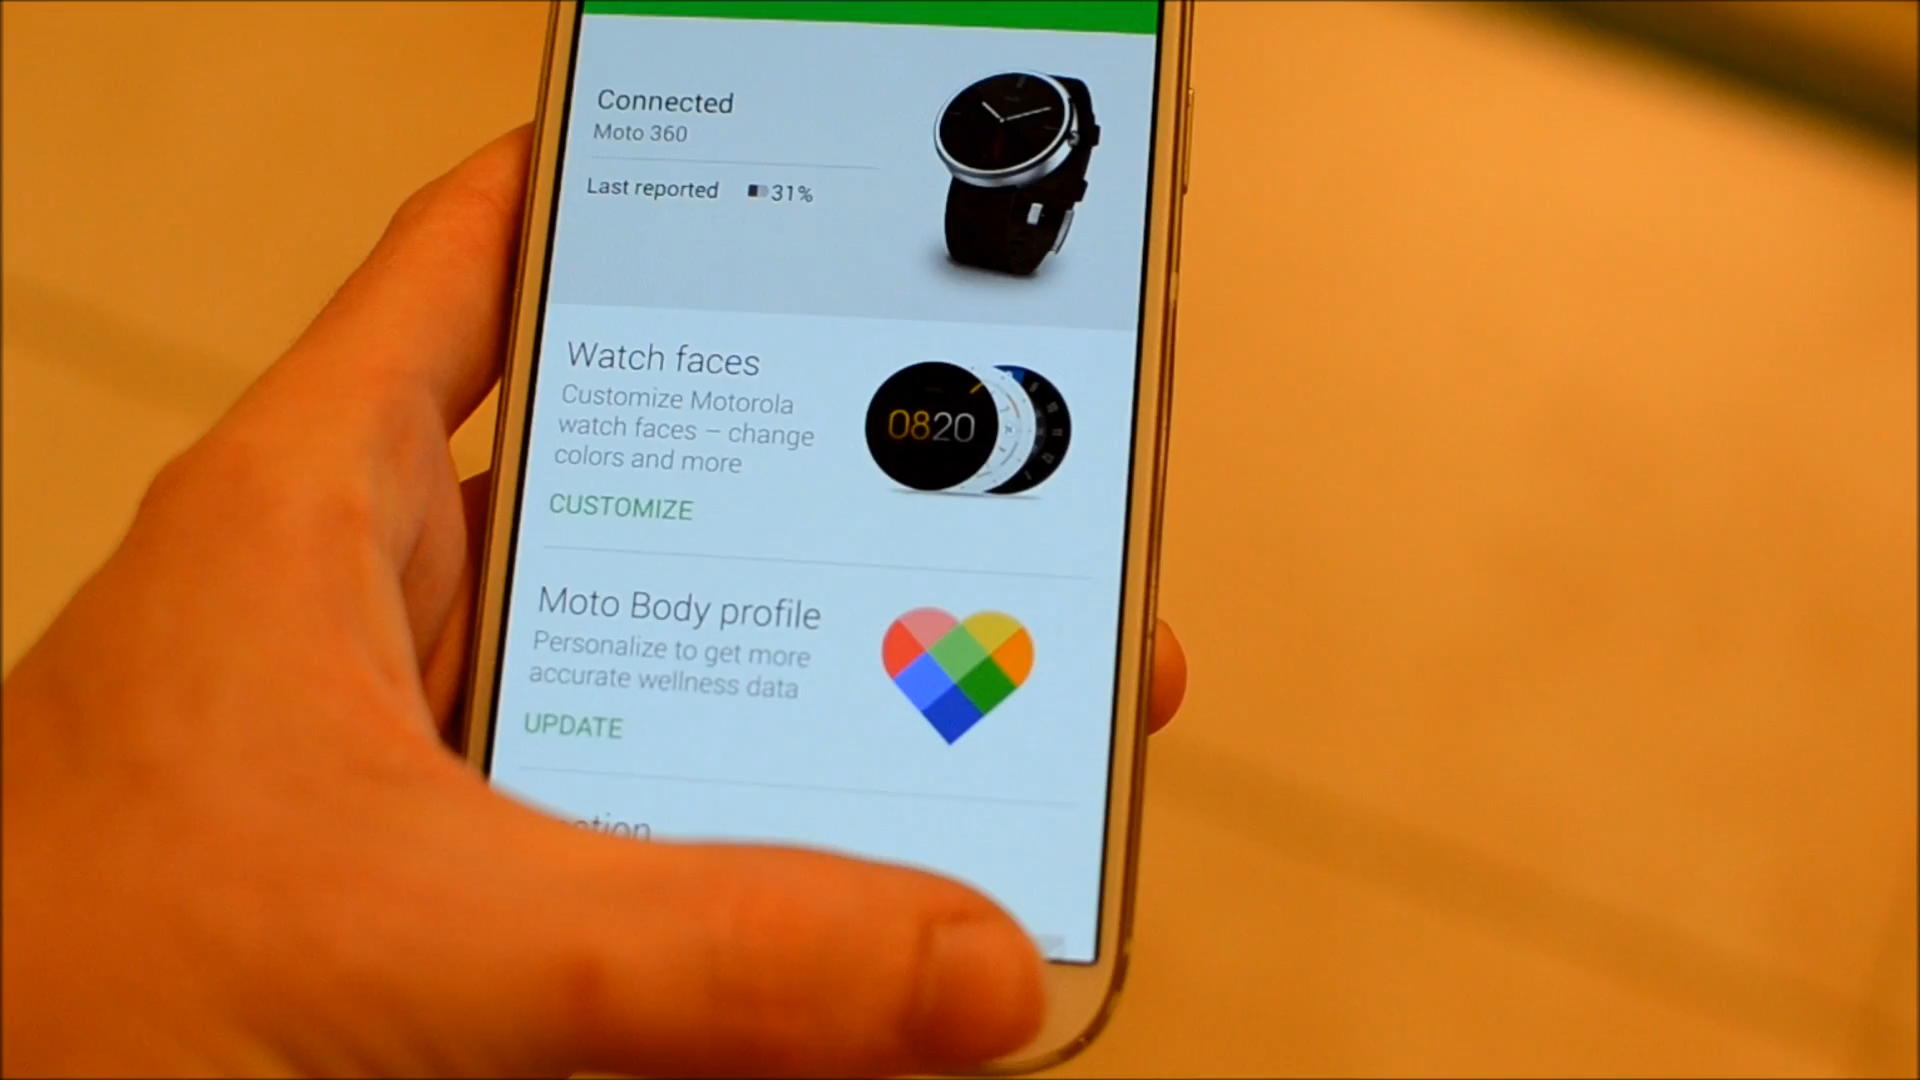 Connected
Moto 360
Last reported 31%
Watch faces
Customize Motorola
watch faces – change
colors and more
CUSTOMIZE
0820
Moto Body profile
Personalize to get more
accurate wellness data
UPDATE